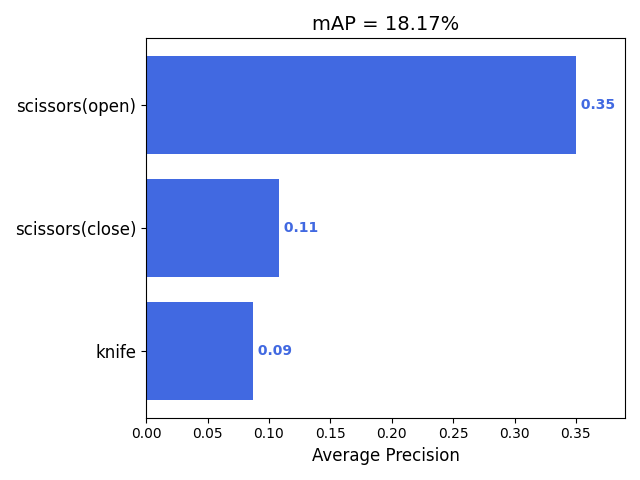 mAP = 18.17%
scissors(open)
0.35
scissors(close)
0.11
knife
0.09
0.00 0.05 0.10 0.15 0.20 0.25 0.30 0.35
Average Precision